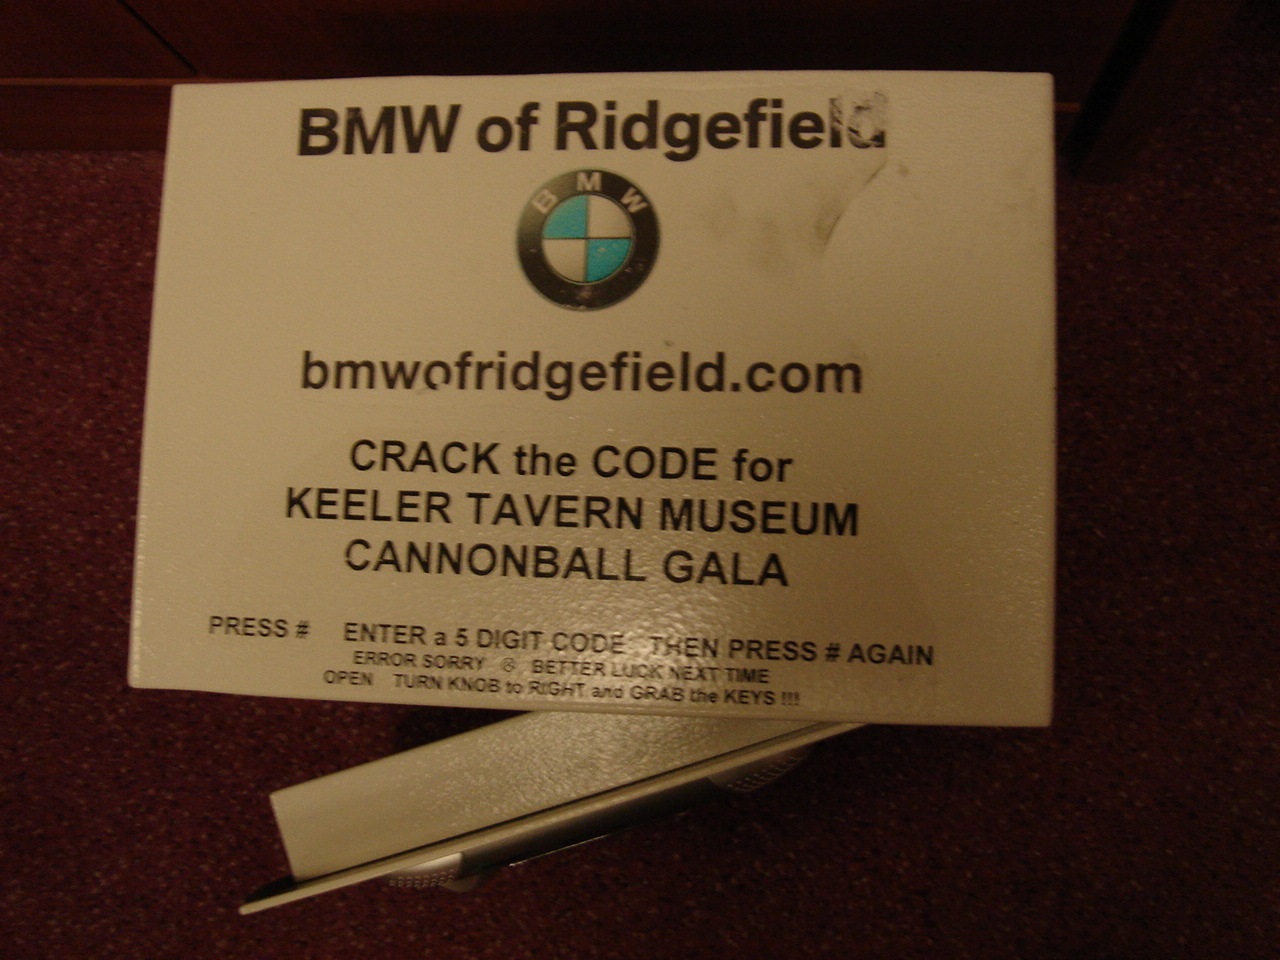 BMW of Ridgefield
B M W
bmwofridgefield.com
CRACK the CODE for
KEELER TAVERN MUSEUM
CANNONBALL GALA
PRESS # ENTER a 5 DIGIT CODE THEN PRESS # AGAIN
ERROR SORRY ☹ BETTER LUCK NEXT TIME
OPEN TURN KNOB to RIGHT and GRAB the KEYS !!!